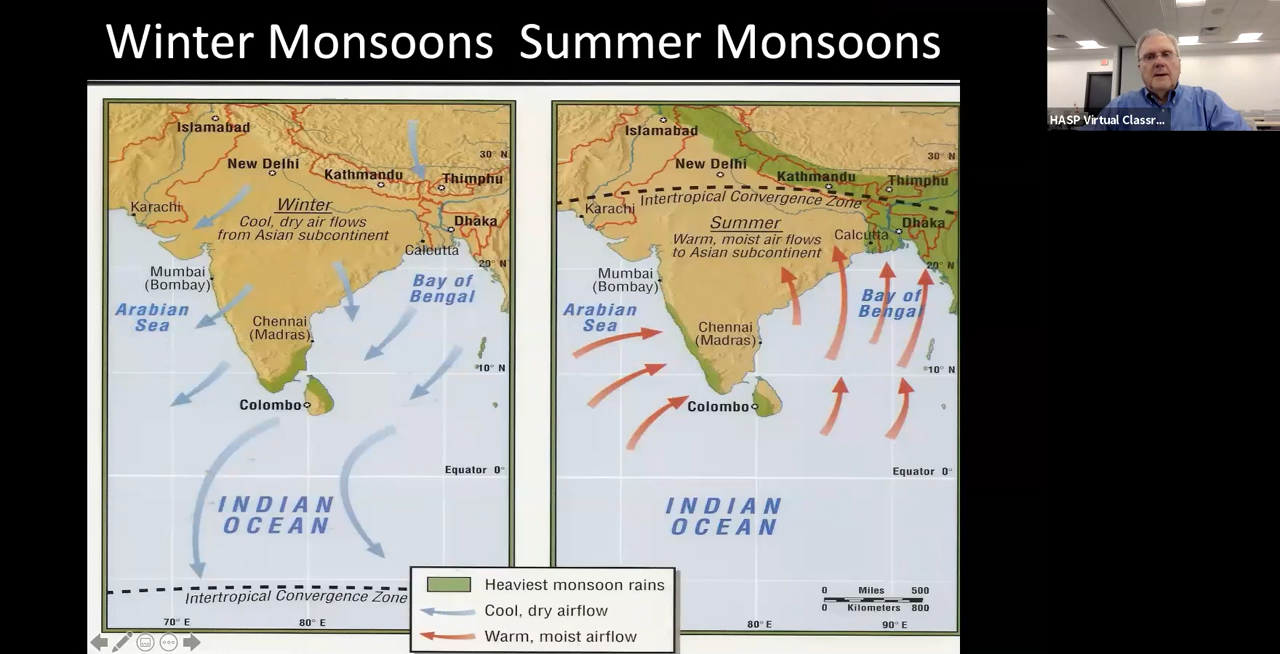 Winter Monsoons Summer Monsoons
HASP Virtual Classr...
Islamabad
30° N
New Delhi
Kathmandu
Thimphu
Karachi
Winter
Cool, dry air flows
from Asian subcontinent
Dhaka
Calcutta
20° N
Mumbai
(Bombay)
Bay of
Bengal
Arabian
Sea
Chennai
(Madras)
10° N
Colombo
Equator 0°
INDIAN
OCEAN
Intertropical Convergence Zone
70° E
80° E
Islamabad
30° N
New Delhi
Kathmandu
Thimphu
Intertropical Convergence Zone
Karachi
Summer
Warm, moist air flows
to Asian subcontinent
Dhaka
Calcutta
20° N
Mumbai
(Bombay)
Bay of
Bengal
Arabian
Sea
Chennai
(Madras)
10° N
Colombo
Equator 0°
INDIAN
OCEAN
0 Miles 500
0 Kilometers 800
80° E
90° E
Heaviest monsoon rains
Cool, dry airflow
Warm, moist airflow